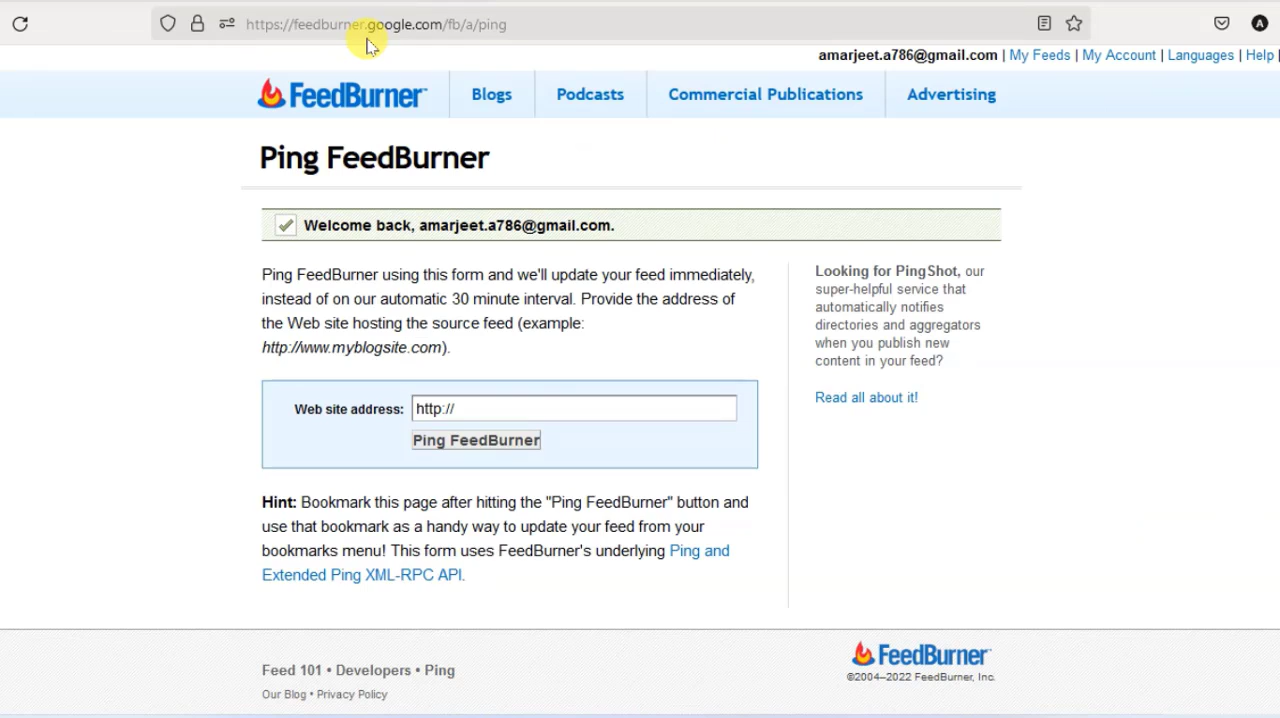 https://feedburner.google.com/fb/a/ping
A
amarjeet.a786@gmail.com | My Feeds | My Account | Languages | Help |
FeedBurner
Blogs
Podcasts
Commercial Publications
Advertising
Ping FeedBurner
Welcome back, amarjeet.a786@gmail.com.
Ping FeedBurner using this form and we'll update your feed immediately,
instead of on our automatic 30 minute interval. Provide the address of
the Web site hosting the source feed (example:
http://www.myblogsite.com).
Web site address: http://
Ping FeedBurner
Hint: Bookmark this page after hitting the "Ping FeedBurner" button and
use that bookmark as a handy way to update your feed from your
bookmarks menu! This form uses FeedBurner's underlying Ping and
Extended Ping XML-RPC API.
Looking for PingShot, our
super-helpful service that
automatically notifies
directories and aggregators
when you publish new
content in your feed?
Read all about it!
Feed 101 • Developers • Ping
Our Blog • Privacy Policy
FeedBurner
©2004–2022 FeedBurner, Inc.